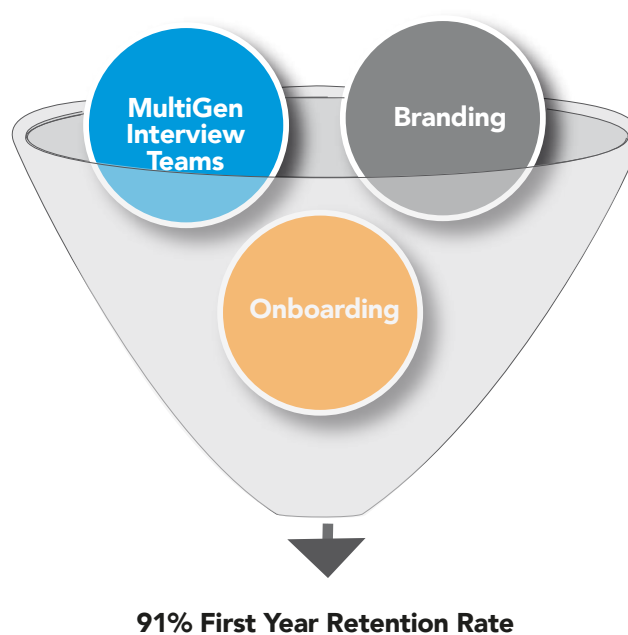 MultiGen
Interview
Teams
Branding
Onboarding
91% First Year Retention Rate